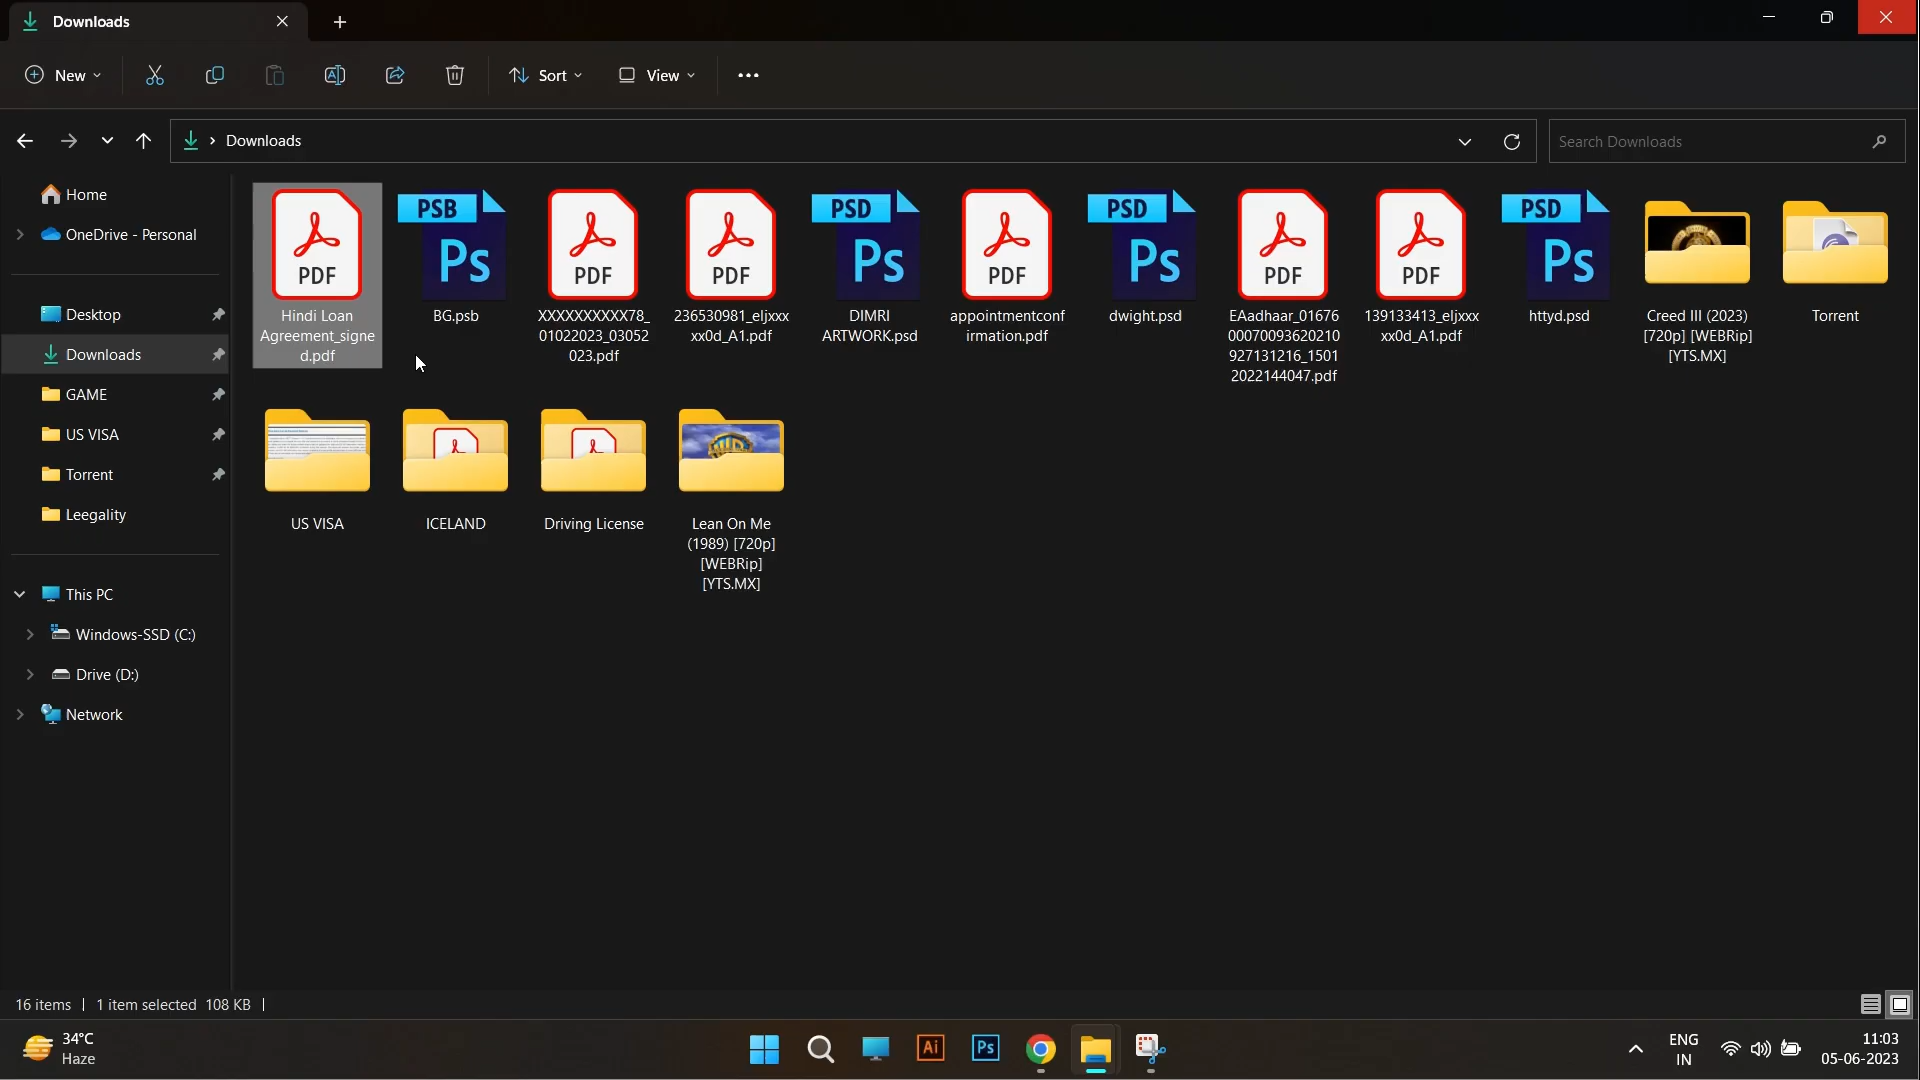 Downloads
New
Sort
View
Downloads
Search Downloads
Home
OneDrive - Personal
Desktop
Downloads
GAME
US VISA
Torrent
Leegality
This PC
Windows-SSD (C:)
Drive (D:)
Network
PDF
Hindi Loan
Agreement_signe
d.pdf
PSB
Ps
BG.psb
PDF
XXXXXXXXXX78_
01022023_03052
023.pdf
PDF
236530981_eljxxx
xx0d_A1.pdf
PSD
Ps
DIMRI
ARTWORK.psd
PDF
appointmentconf
irmation.pdf
PSD
Ps
dwight.psd
PDF
EAadhaar_01676
00070093620210
927131216_1501
2022144047.pdf
PDF
139133413_eljxxx
xx0d_A1.pdf
PSD
Ps
httyd.psd
Creed III (2023)
[720p] [WEBRip]
[YTS.MX]
Torrent
US VISA
ICELAND
Driving License
Lean On Me
(1989) [720p]
[WEBRip]
[YTS.MX]
16 items
1 item selected 108 KB
34°C
Haze
Ai
Ps
ENG
IN
11:03
05-06-2023